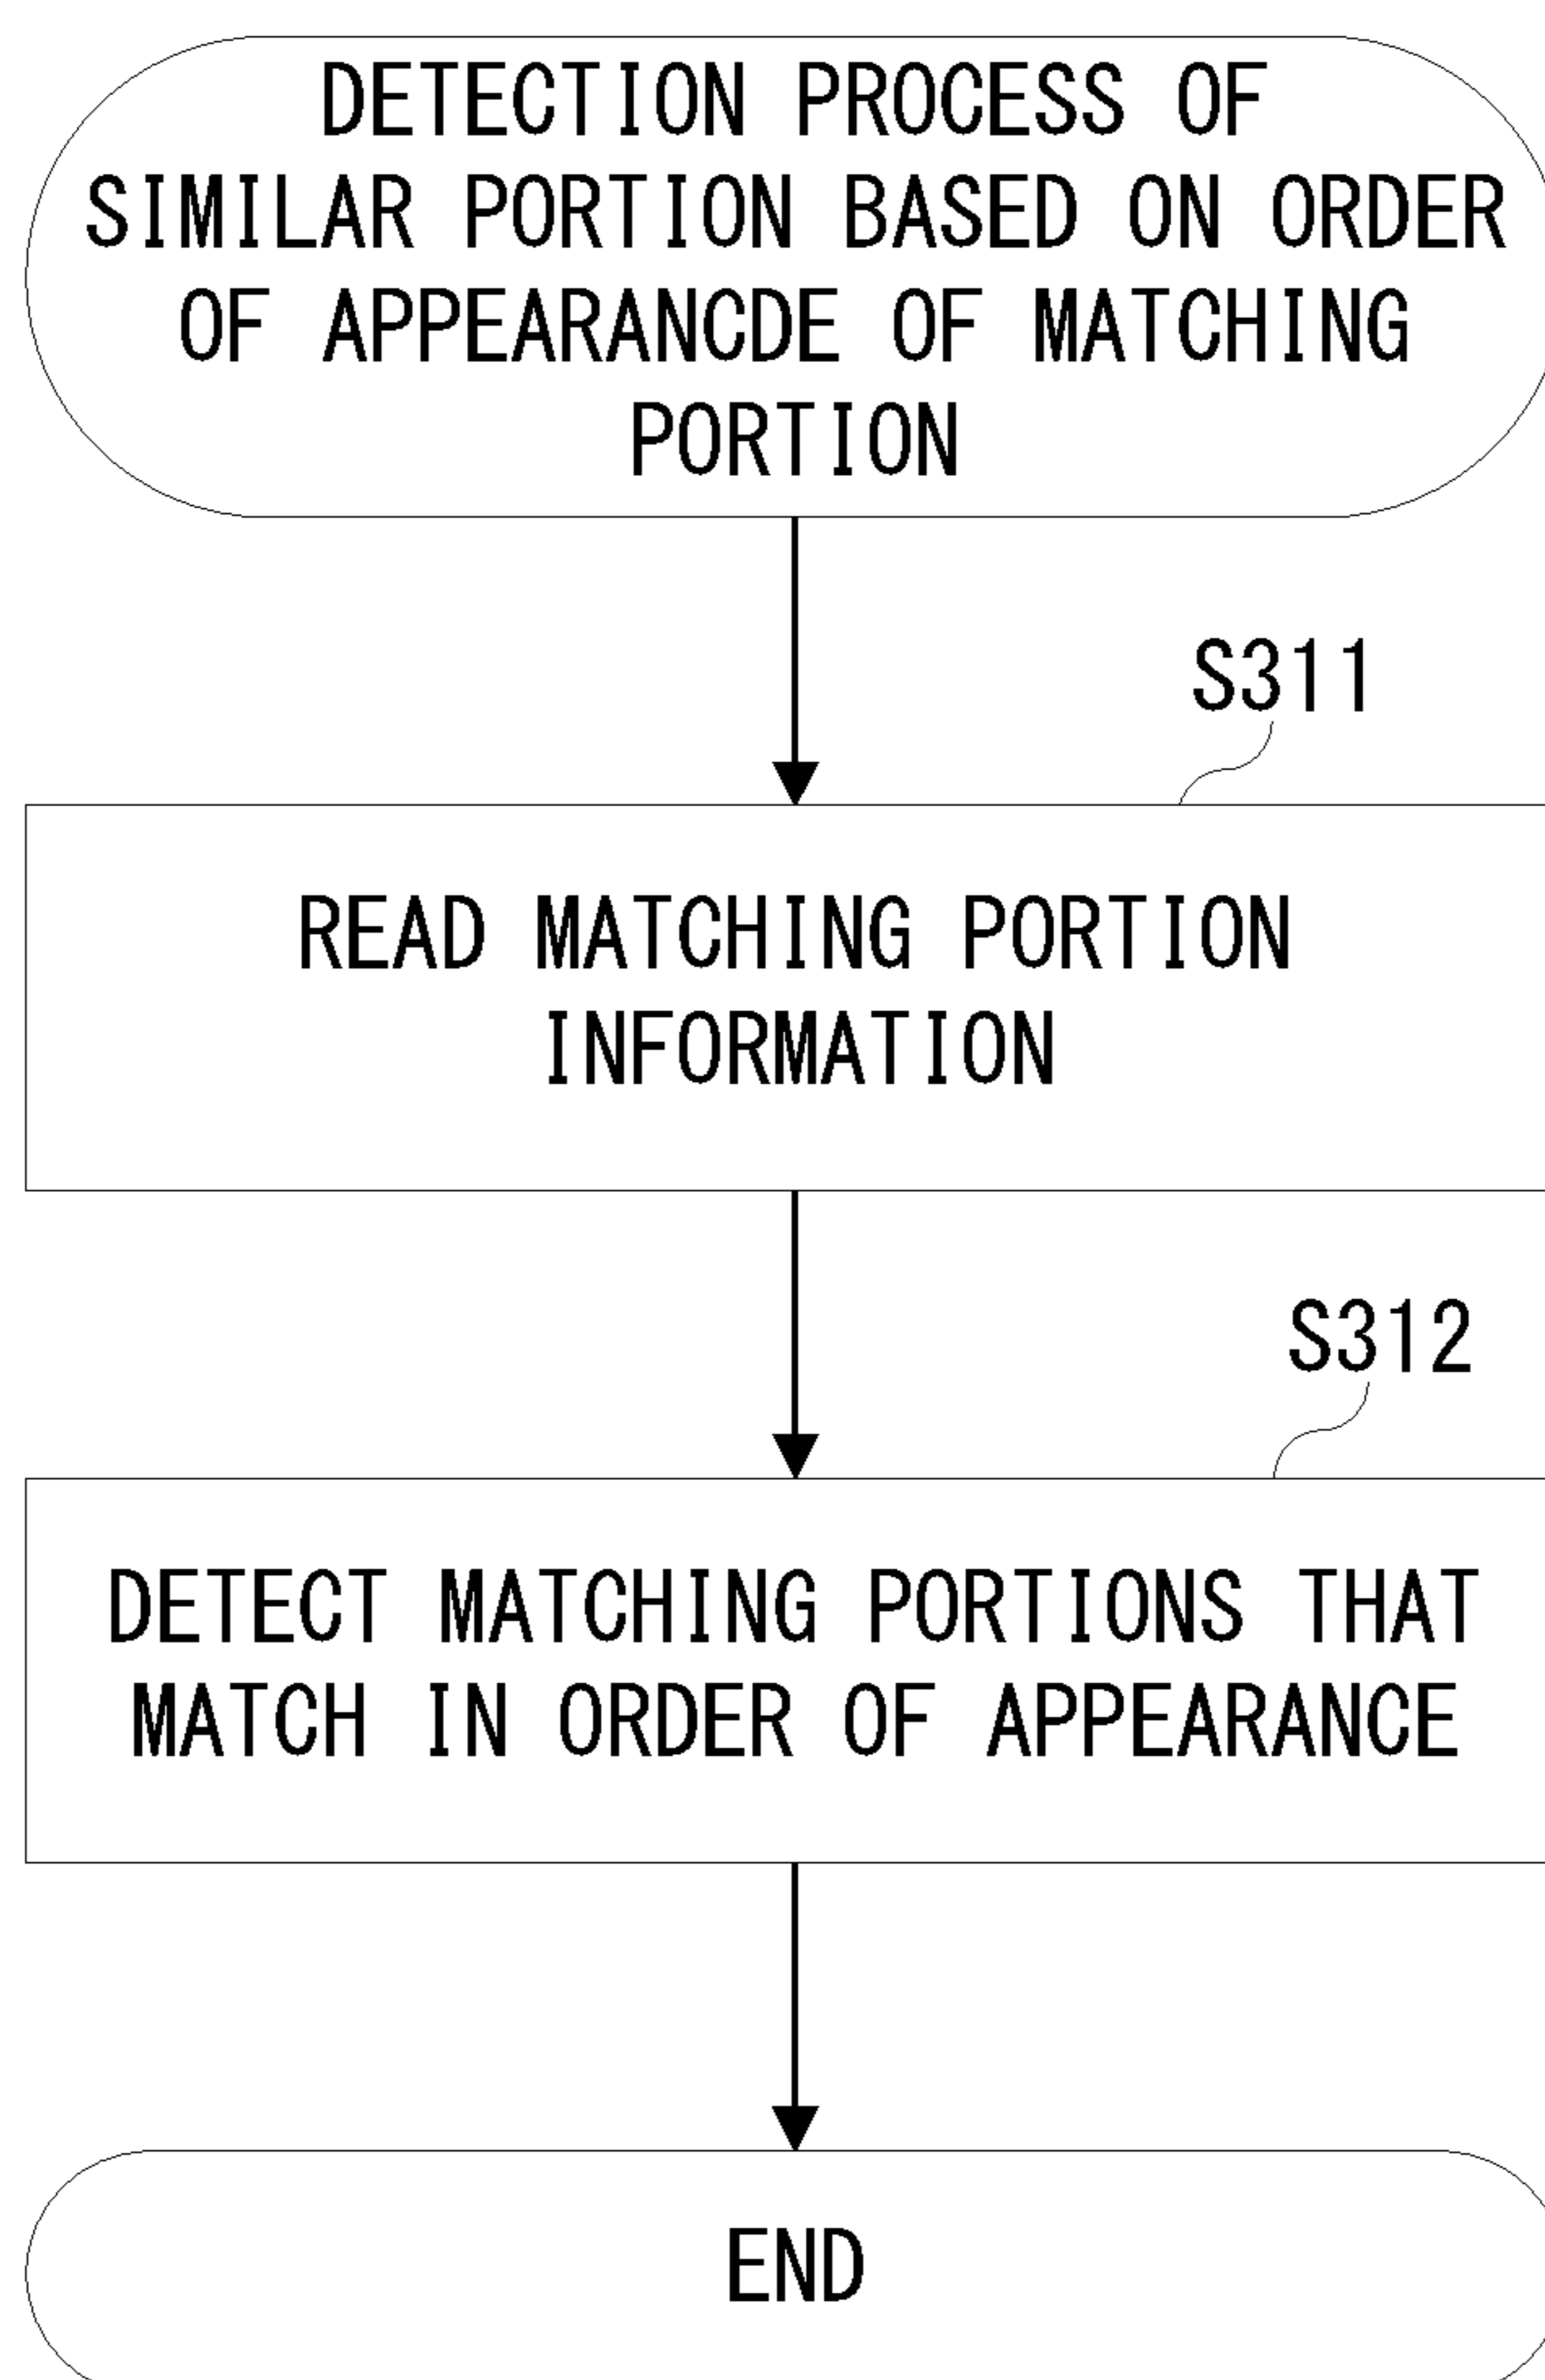 DETECTION PROCESS OF
SIMILAR PORTION BASED ON ORDER
OF APPEARANCDE OF MATCHING
PORTION
S311
READ MATCHING PORTION
INFORMATION
S312
DETECT MATCHING PORTIONS THAT
MATCH IN ORDER OF APPEARANCE
END